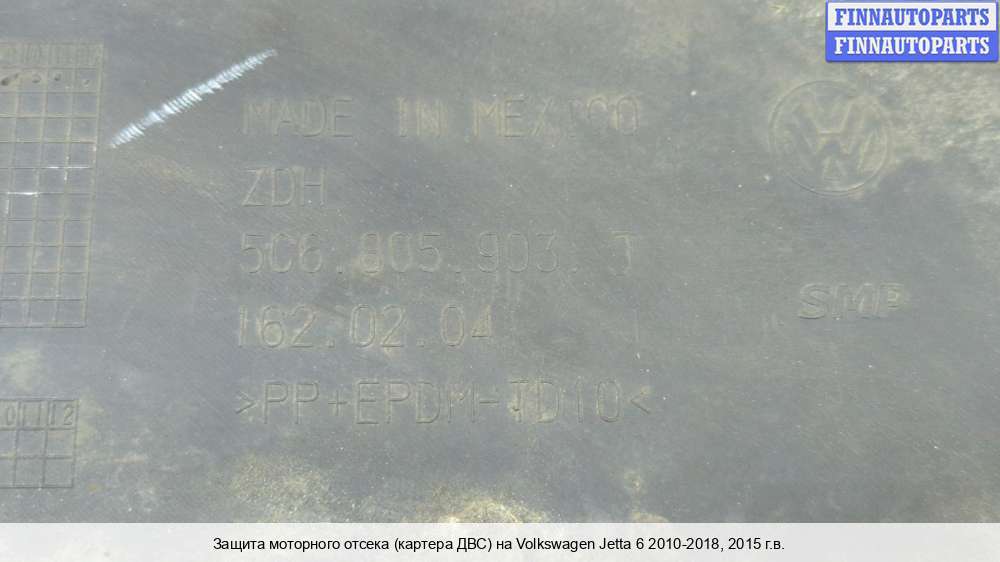 FINNAUTOPARTS
FINNAUTOPARTS
MADE IN MEXICO
ZDH
5C6.805.903.J
162.02.04
SMP
>PP+EPDM-TD10<
01112
Защита моторного отсека (картера ДВС) на Volkswagen Jetta 6 2010-2018, 2015 г.в.